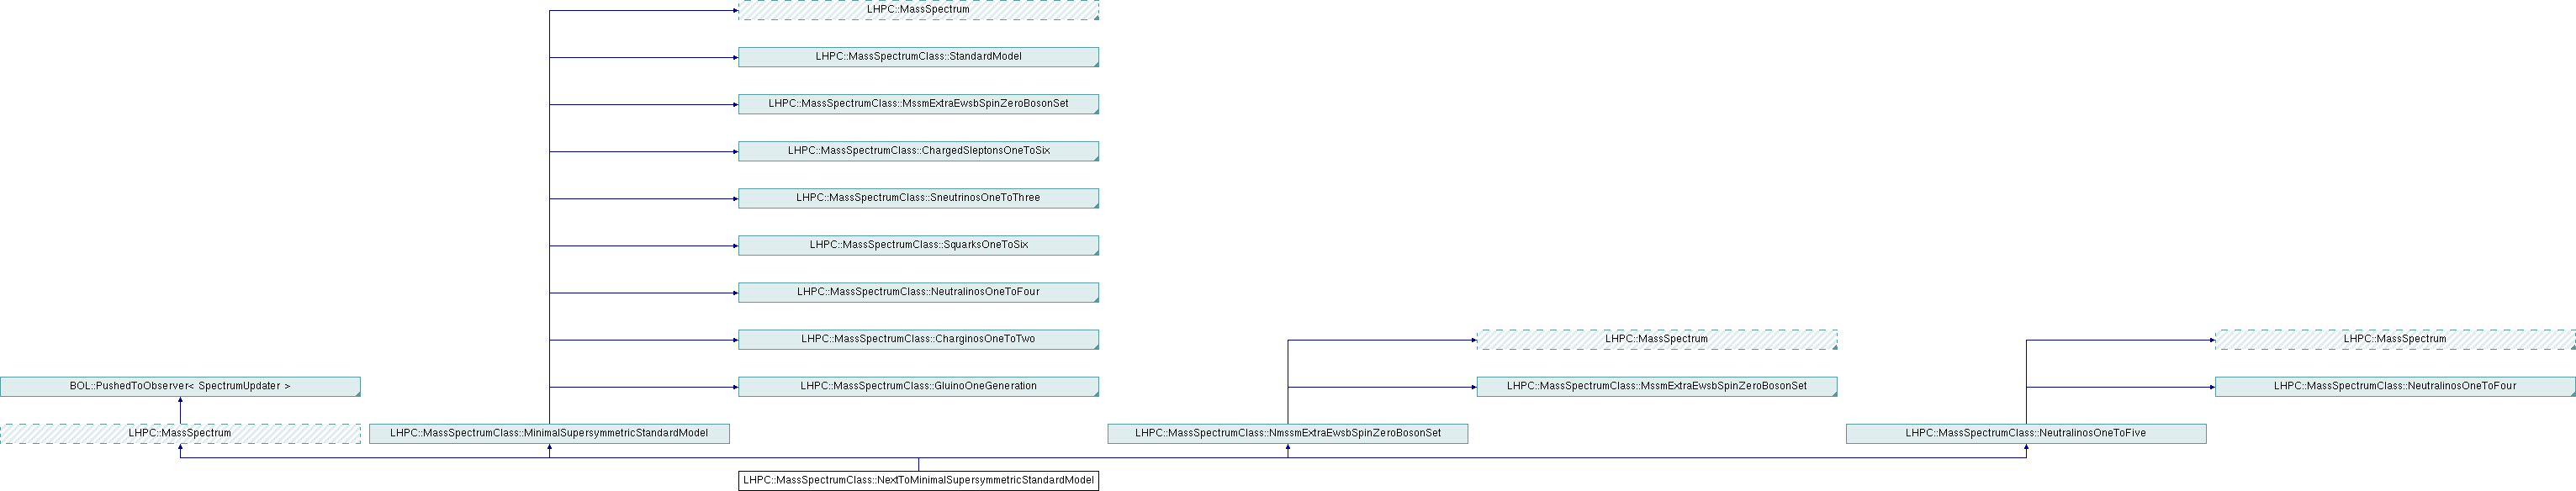 LHPC::MassSpectrum
LHPC::MassSpectrumClass::StandardModel
LHPC::MassSpectrumClass::MssmExtraEwsbSpinZeroBosonSet
LHPC::MassSpectrumClass::ChargedSleptonsOneToSix
LHPC::MassSpectrumClass::SneutrinosOneToThree
LHPC::MassSpectrumClass::SquarksOneToSix
LHPC::MassSpectrumClass::NeutralinosOneToFour
LHPC::MassSpectrumClass::CharginosOneToTwo
LHPC::MassSpectrum
LHPC::MassSpectrum
BOL::PushedToObserver< SpectrumUpdater >
LHPC::MassSpectrumClass::GluinoOneGeneration
LHPC::MassSpectrumClass::MssmExtraEwsbSpinZeroBosonSet
LHPC::MassSpectrumClass::NeutralinosOneToFour
LHPC::MassSpectrum
LHPC::MassSpectrumClass::MinimalSupersymmetricStandardModel
LHPC::MassSpectrumClass::NmssmExtraEwsbSpinZeroBosonSet
LHPC::MassSpectrumClass::NeutralinosOneToFive
LHPC::MassSpectrumClass::NextToMinimalSupersymmetricStandardModel